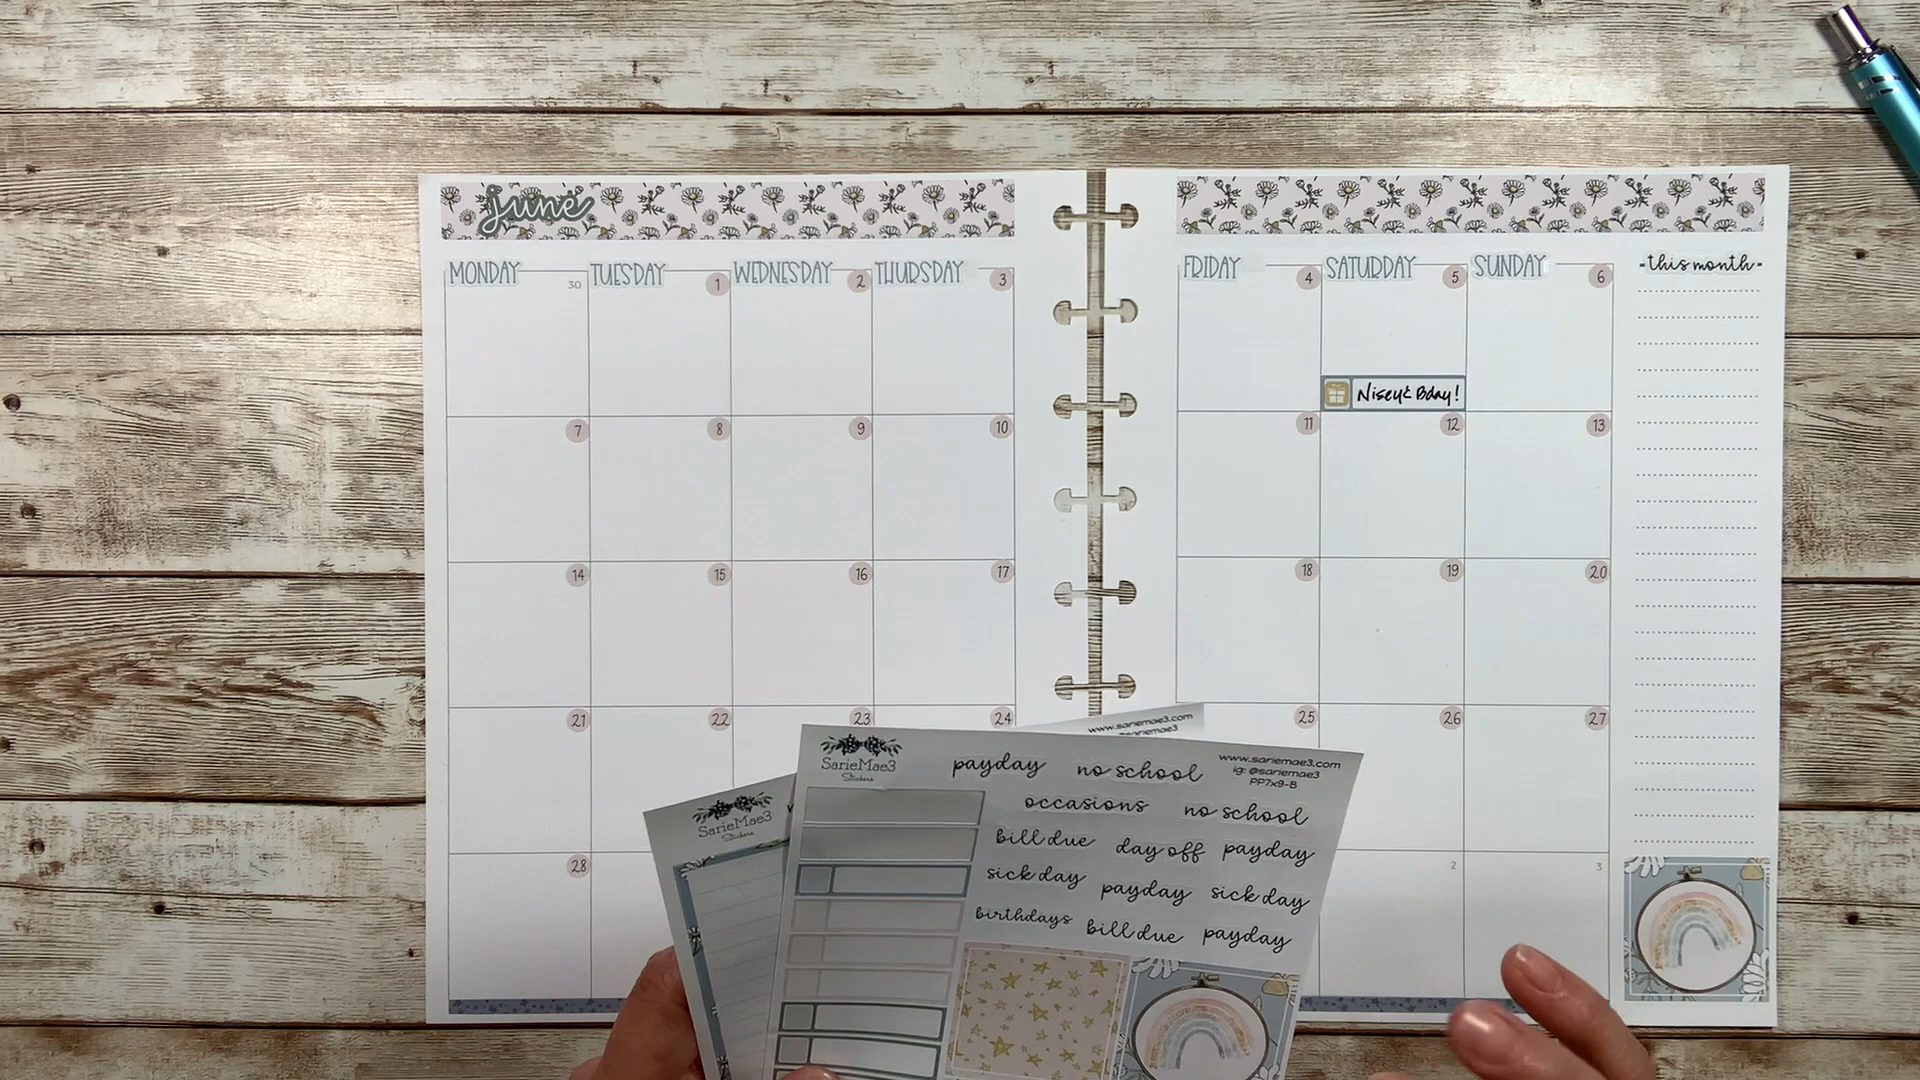 june
MONDAY TUESDAY WEDNESDAY THURSDAY FRIDAY SATURDAY SUNDAY -this month-
30 1 2 3 4 5 6
Nisey's Bday!
7 8 9 10 11 12 13
14 15 16 17 18 19 20
21 22 23 24 25 26 27
28 2 3
www.sariemae3.com
@sariemae3
SarieMae3
Stickers
SarieMae3
Stickers
payday no school
www.sariemae3.com
ig: @sariemae3
PP7x9-B
occasions no school
bill due day off payday
sick day payday sick day
birthdays bill due payday